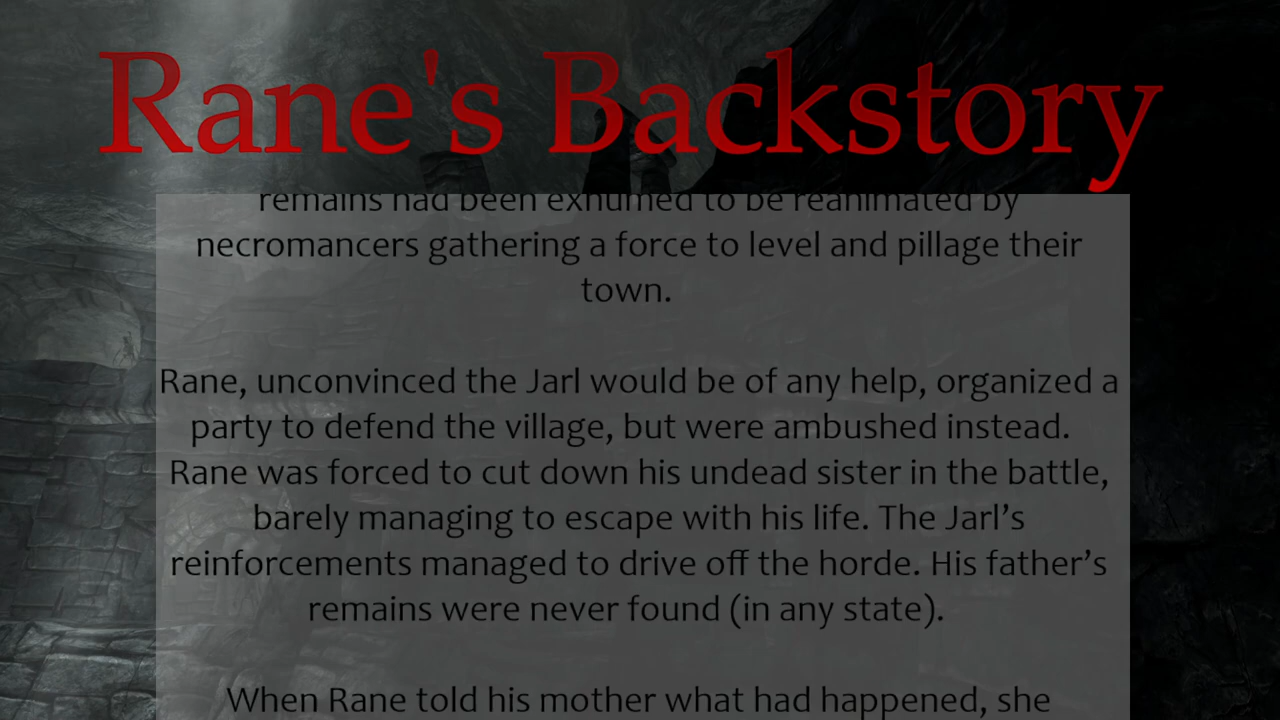 Rane's Backstory
remains had been exhumed to be reanimated by
necromancers gathering a force to level and pillage their
town.
Rane, unconvinced the Jarl would be of any help, organized a
party to defend the village, but were ambushed instead.
Rane was forced to cut down his undead sister in the battle,
barely managing to escape with his life. The Jarl’s
reinforcements managed to drive off the horde. His father’s
remains were never found (in any state).
When Rane told his mother what had happened, she